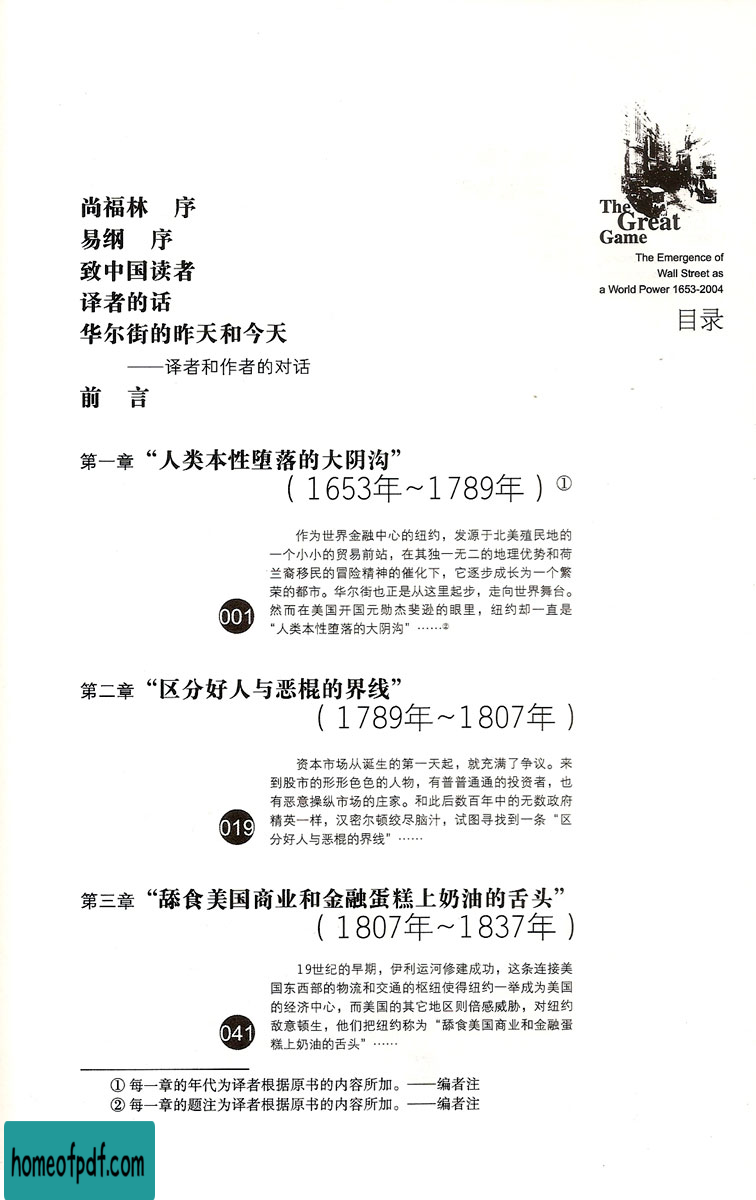 The
Great
Game
The Emergence of
Wall Street as
a World Power 1653-2004
目录
尚福林 序
易纲 序
致中国读者
译者的话
华尔街的昨天和今天
——译者和作者的对话
前 言
第一章 “人类本性堕落的大阴沟”
(1653年~1789年)①
作为世界金融中心的纽约，发源于北美殖民地的
一个小小的贸易前站，在其独一无二的地理优势和荷
兰裔移民的冒险精神的催化下，它逐步成长为一个繁
荣的都市。华尔街也正是从这里起步，走向世界舞台。
然而在美国开国元勋杰斐逊的眼里，纽约却一直是
“人类本性堕落的大阴沟”……②
001
第二章 “区分好人与恶棍的界线”
(1789年~1807年)
资本市场从诞生的第一天起，就充满了争议。来
到股市的形形色色的人物，有普普通通的投资者，也
有恶意操纵市场的庄家。和此后数百年中的无数政府
精英一样，汉密尔顿绞尽脑汁，试图寻找到一条“区
分好人与恶棍的界线”……
019
第三章 “舔食美国商业和金融蛋糕上奶油的舌头”
(1807年~1837年)
19世纪的早期，伊利运河修建成功，这条连接美
国东西部的物流和交通的枢纽使得纽约一举成为美国
的经济中心，而美国的其它地区则倍感威胁，对纽约
敌意顿生，他们把纽约称为“舔食美国商业和金融蛋
糕上奶油的舌头”……
041
① 每一章的年代为译者根据原书的内容所加。——编者注
② 每一章的题注为译者根据原书的内容所加。——编者注
homeofpdf.com